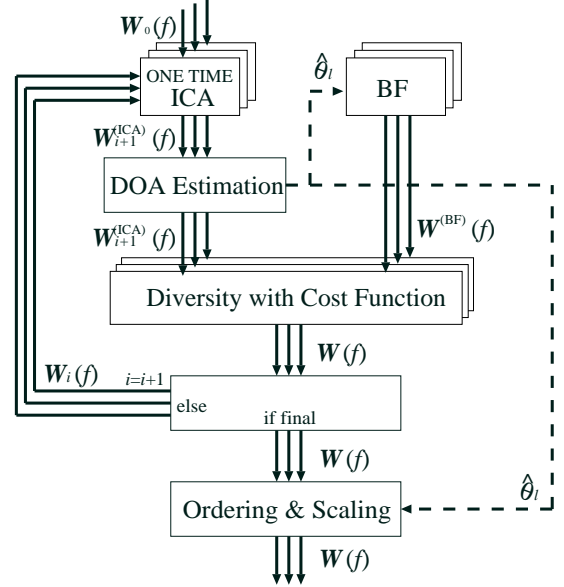 W₀(f)
ONE TIME
ICA
BF
θ̂ₗ
W(ICA)i+1(f)
DOA Estimation
W(ICA)i+1(f)
W(BF)(f)
Diversity with Cost Function
W(f)
Wᵢ(f)
i=i+1
else
if final
W(f)
θ̂ₗ
Ordering & Scaling
W(f)